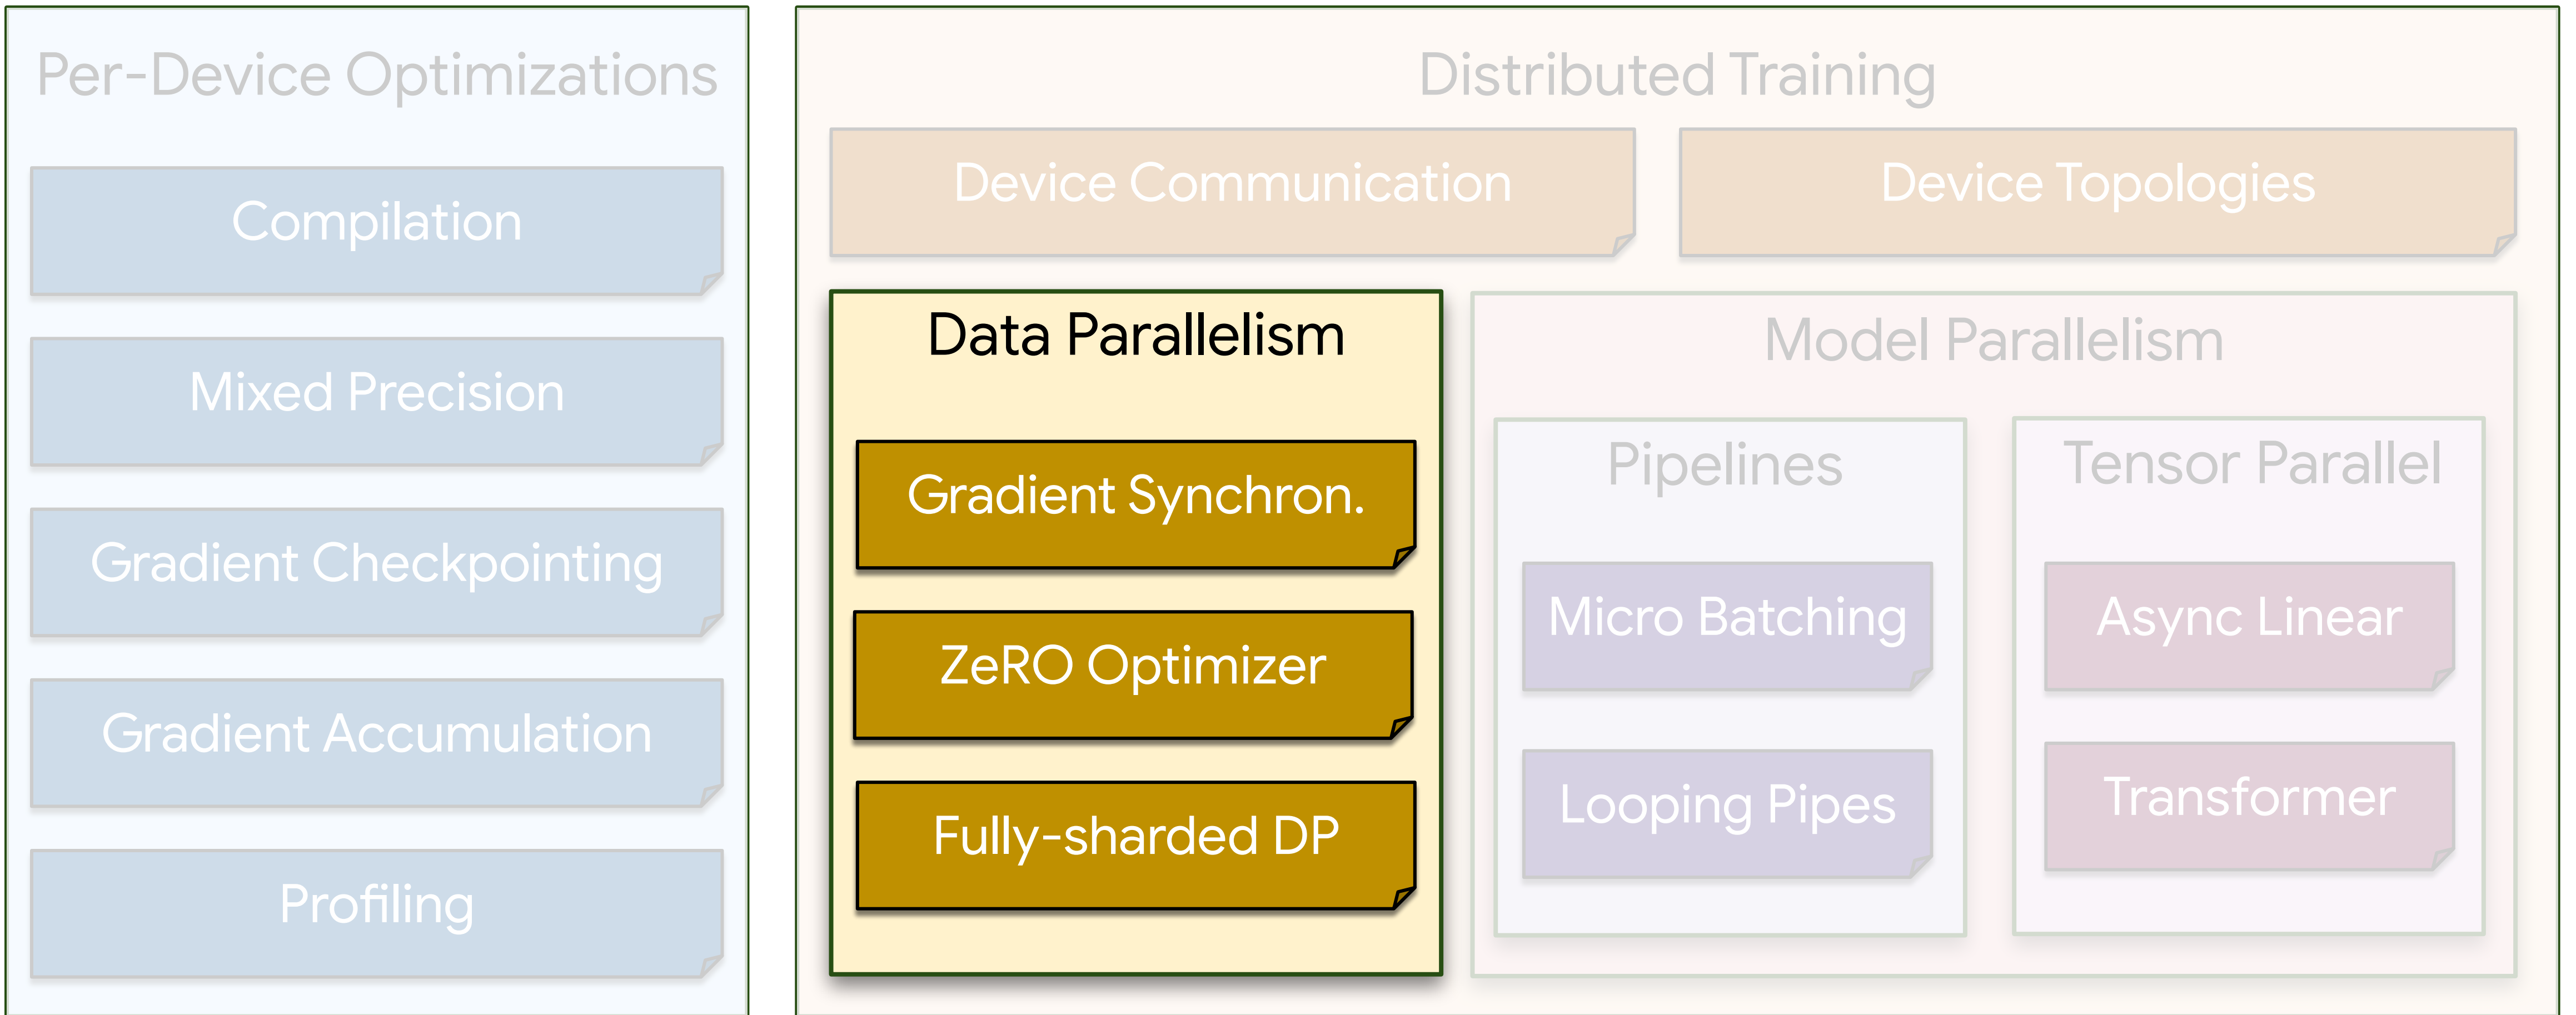 Per-Device Optimizations
Compilation
Mixed Precision
Gradient Checkpointing
Gradient Accumulation
Profiling
Distributed Training
Device Communication
Device Topologies
Data Parallelism
Gradient Synchron.
ZeRO Optimizer
Fully-sharded DP
Model Parallelism
Pipelines
Micro Batching
Looping Pipes
Tensor Parallel
Async Linear
Transformer